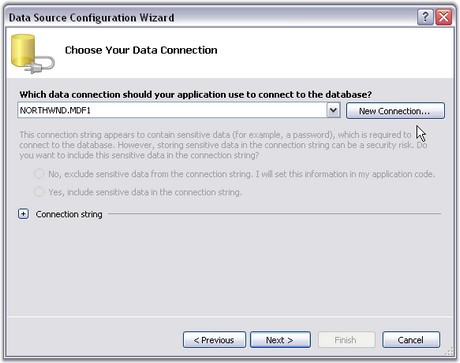 Data Source Configuration Wizard
Choose Your Data Connection
Which data connection should your application use to connect to the database?
NORTHWND.MDF1
New Connection...
This connection string appears to contain sensitive data (for example, a password), which is required to
connect to the database. However, storing sensitive data in the connection string can be a security risk. Do
you want to include this sensitive data in the connection string?
No, exclude sensitive data from the connection string. I will set this information in my application code.
Yes, include sensitive data in the connection string.
Connection string
< Previous
Next >
Finish
Cancel